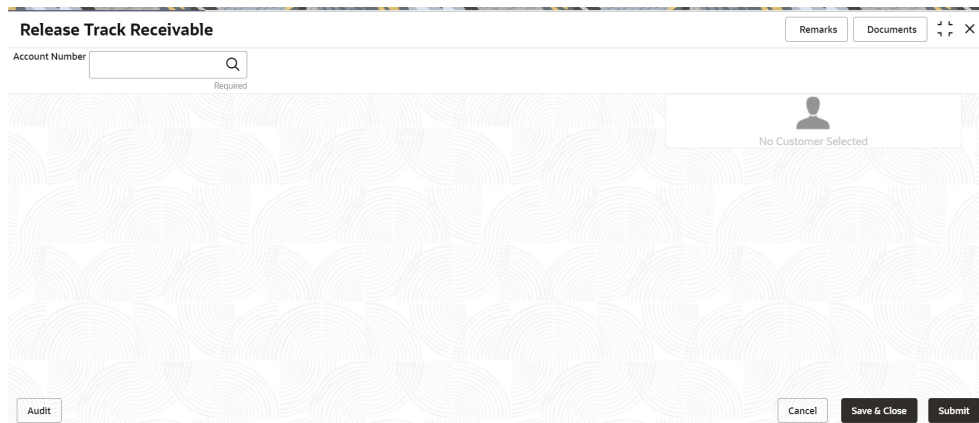 Release Track Receivable
Remarks
Documents
Account Number
Required
No Customer Selected
Audit
Cancel
Save & Close
Submit